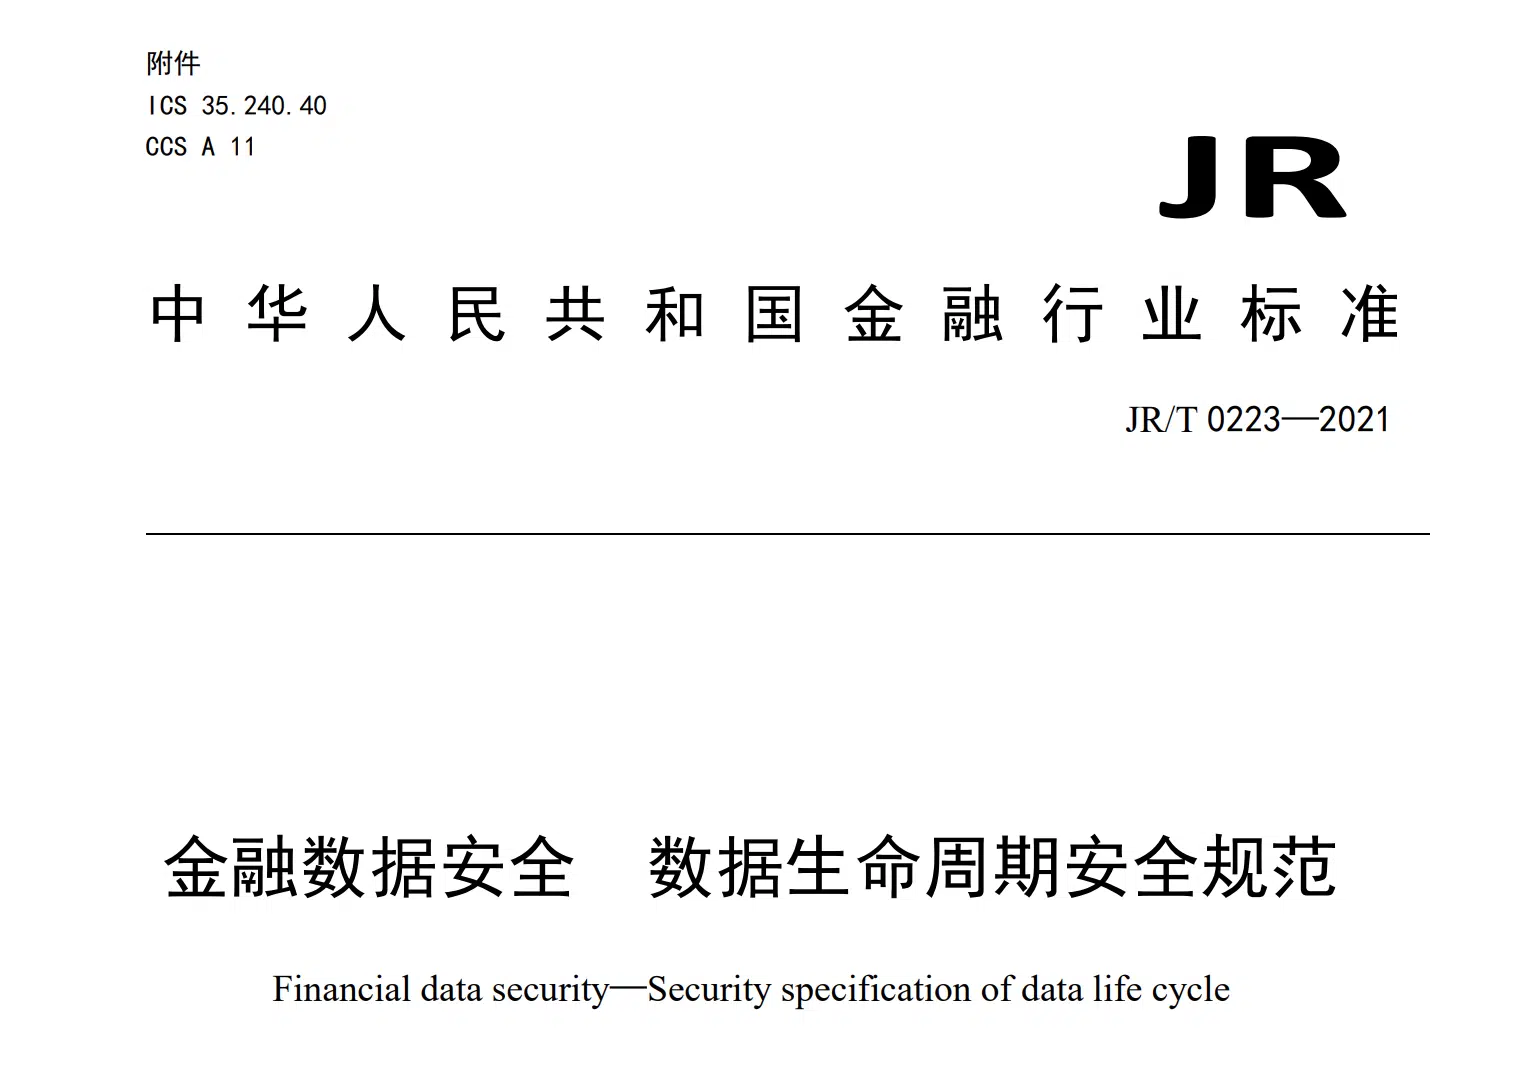 附件
ICS 35.240.40
CCS A 11
JR
中华人民共和国金融行业标准
JR/T 0223—2021
金融数据安全 数据生命周期安全规范
Financial data security—Security specification of data life cycle